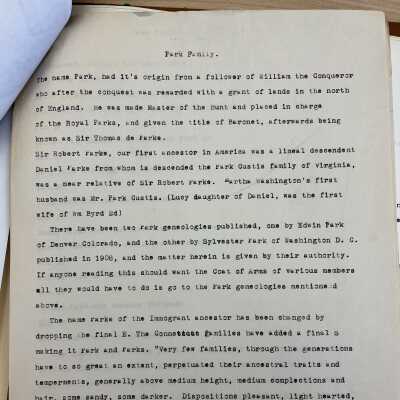 Park Family.
The name Park, had it's origin from a follower of William the Conqueror
who after the conquest was rewarded with a grant of lands in the north
of England. He was made Master of the Hunt and placed in charge
of the Royal Parks, and given the title of Baronet, afterwards being
known as Sir Thomas de Parke.
Sir Robert Parke, our first ancestor in America was a lineal descendent
Daniel Parke from whom is descended the Park Custis family of Virginia,
was a near relative of Sir Robert Parke. "artha Washington's first
husband was Mr. Park Custis. (Lucy daughter of Daniel, was the first
wife of Wm Byrd Ed)
There have been two Park geneologies published, one by Edwin Park
of Denver Colorado, and the other by Sylvester Park of Washington D. C.
published in 1908, and the matter herein is given by their authority.
If anyone reading this should want the Coat of Arms of various members
all they would have to do is go to the Park geneologies mentioned
above.
The name Parke of the Immogrant ancestor has been changed by
dropping the final E. The Connecticut families have added a final s
making it Park and Parks. "Very few families, through the generations
have to so great an extent, perpetuated their ancestral traits and
temperments, generally above medium height, medium complections and
hair, some sandy, some darker. Dispositions pleasant, light hearted,